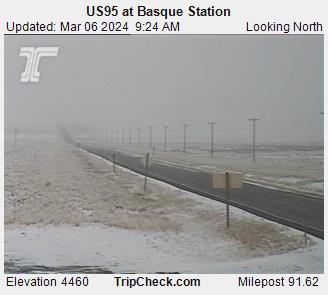 US95 at Basque Station
Updated: Mar 06 2024 9:24 AM Looking North
Elevation 4460 TripCheck.com Milepost 91.62